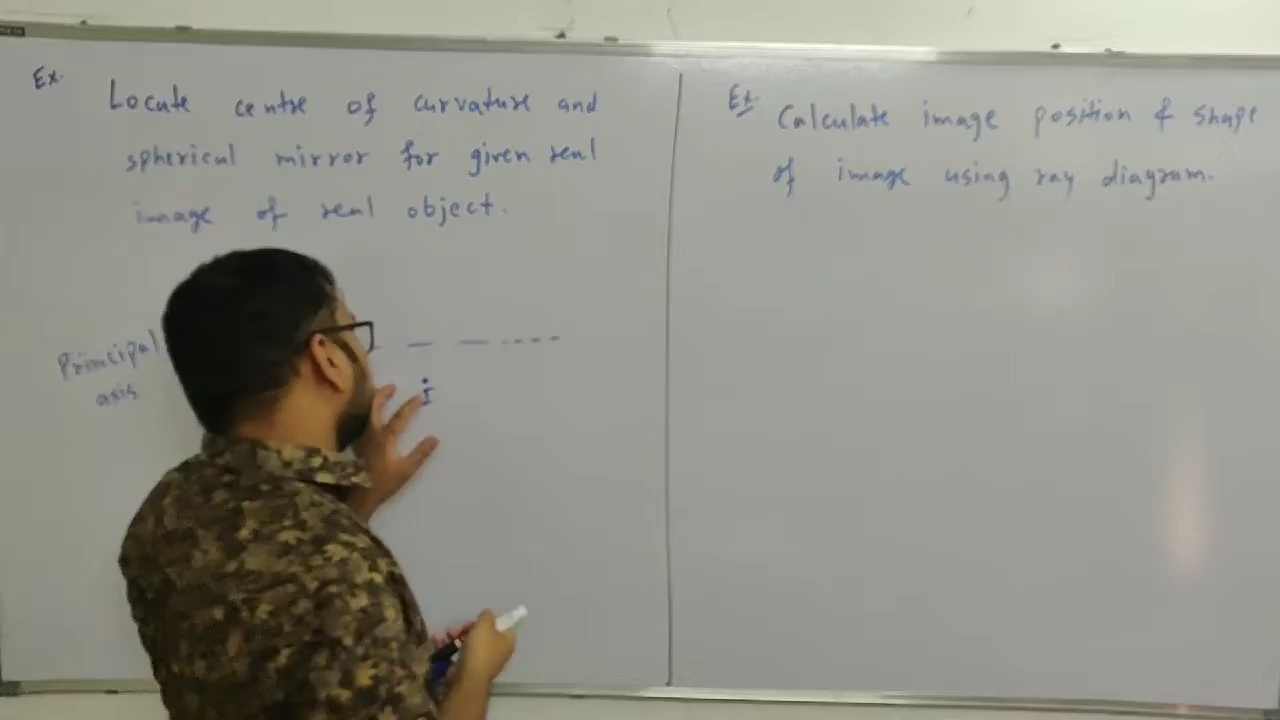 Ex.
Locate centre of curvature and
spherical mirror for given real
image of real object.
Principal
axis
I
Ex.
Calculate image position & shape
of image using ray diagram.